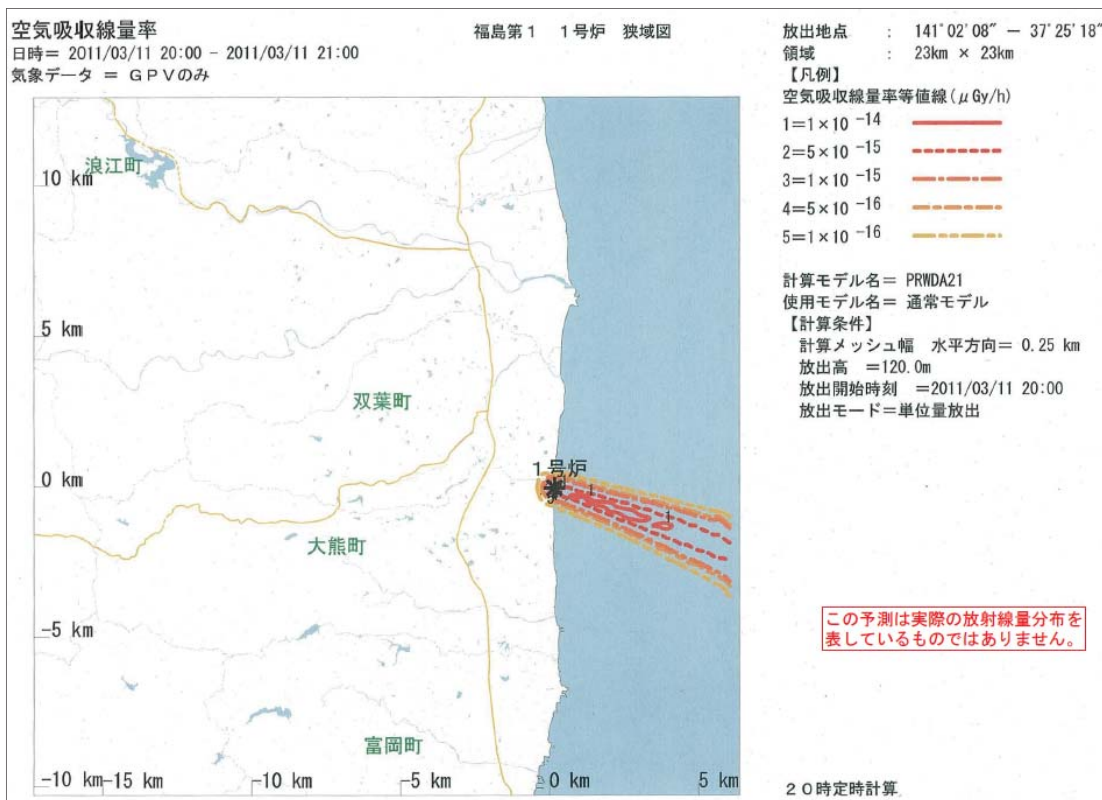 空気吸収線量率
日時= 2011/03/11 20:00 - 2011/03/11 21:00
気象データ = GPVのみ
福島第1 1号炉 狭域図
放出地点 : 141°02'08" - 37°25'18"
領域 : 23km × 23km
【凡例】
空気吸収線量率等値線(μGy/h)
1=1×10 -14
2=5×10 -15
3=1×10 -15
4=5×10 -16
5=1×10 -16
計算モデル名= PRWDA21
使用モデル名= 通常モデル
【計算条件】
計算メッシュ幅 水平方向= 0.25 km
放出高 =120.0m
放出開始時刻 =2011/03/11 20:00
放出モード=単位量放出
浪江町
10 km
5 km
双葉町
0 km
1号炉
1
1
5
大熊町
-5 km
富岡町
-10 km
-15 km
-10 km
-5 km
0 km
5 km
この予測は実際の放射線量分布を
表しているものではありません。
20時定時計算